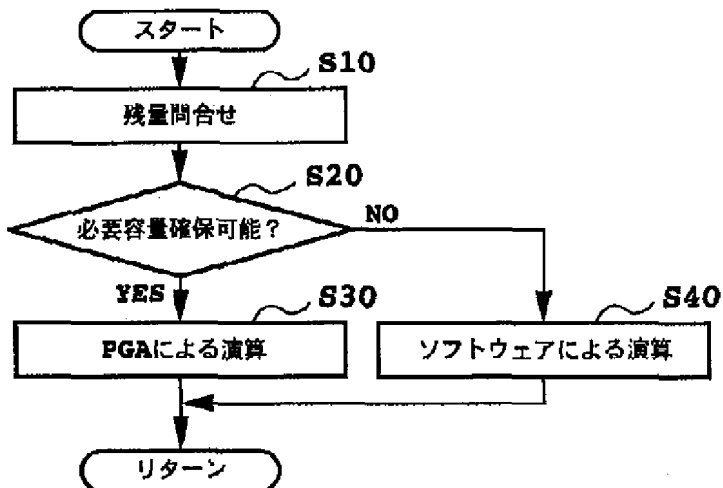 スタート
S10
残量問合せ
S20
必要容量確保可能？
NO
YES
S30
S40
PGAによる演算
ソフトウェアによる演算
リターン